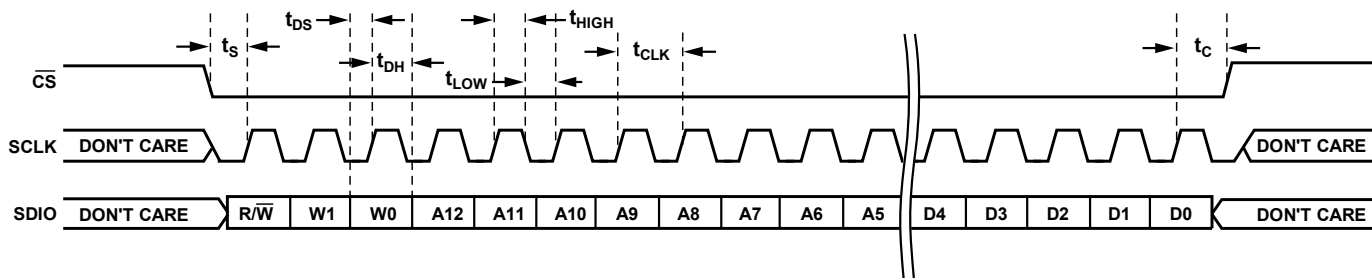 tDS
tHIGH
tS
tDH
tCLK
tC
tLOW
CS
SCLK
DON'T CARE
DON'T CARE
SDIO
DON'T CARE
R/W
W1
W0
A12
A11
A10
A9
A8
A7
A6
A5
D4
D3
D2
D1
D0
DON'T CARE